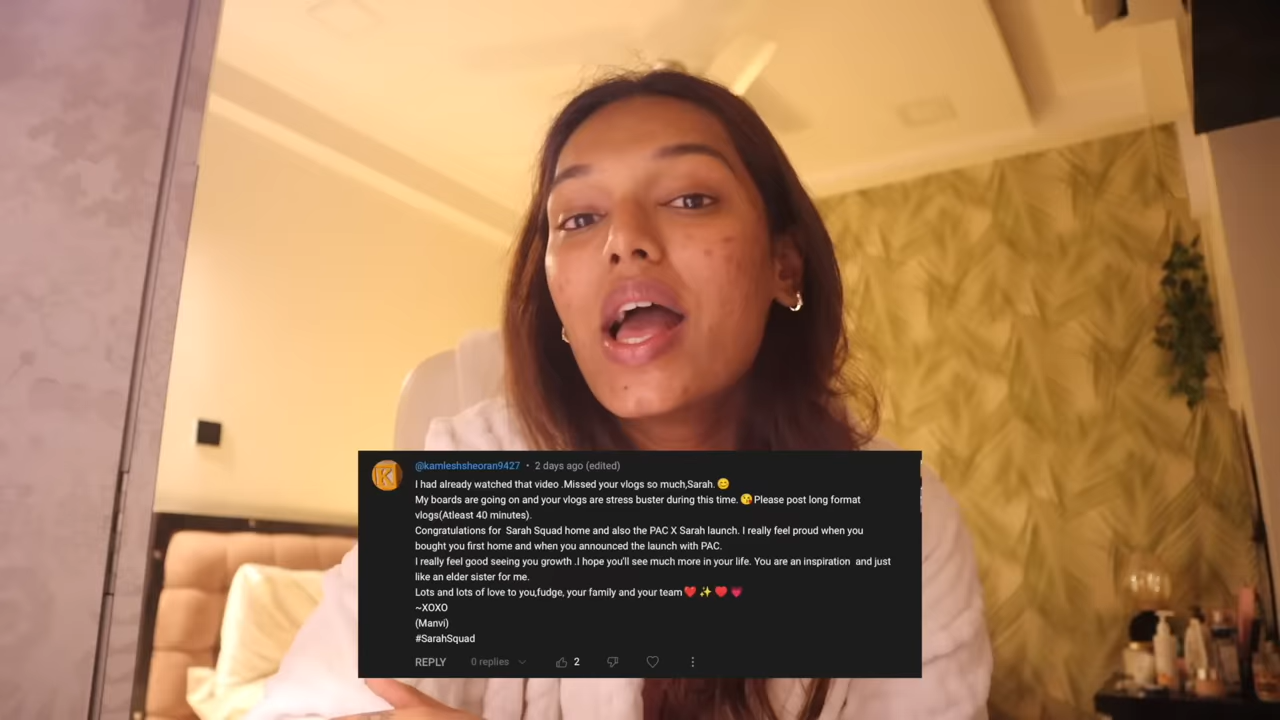 @kamleshsheoran9427 • 2 days ago (edited)
I had already watched that video .Missed your vlogs so much,Sarah. 😊
My boards are going on and your vlogs are stress buster during this time. 😘Please post long format
vlogs(Atleast 40 minutes).
Congratulations for Sarah Squad home and also the PAC X Sarah launch. I really feel proud when you
bought you first home and when you announced the launch with PAC.
I really feel good seeing you growth .I hope you'll see much more in your life. You are an inspiration and just
like an elder sister for me.
Lots and lots of love to you,fudge, your family and your team❤️ ✨ ❤️ 💗
~XOXO
(Manvi)
#SarahSquad
REPLY 0 replies 2